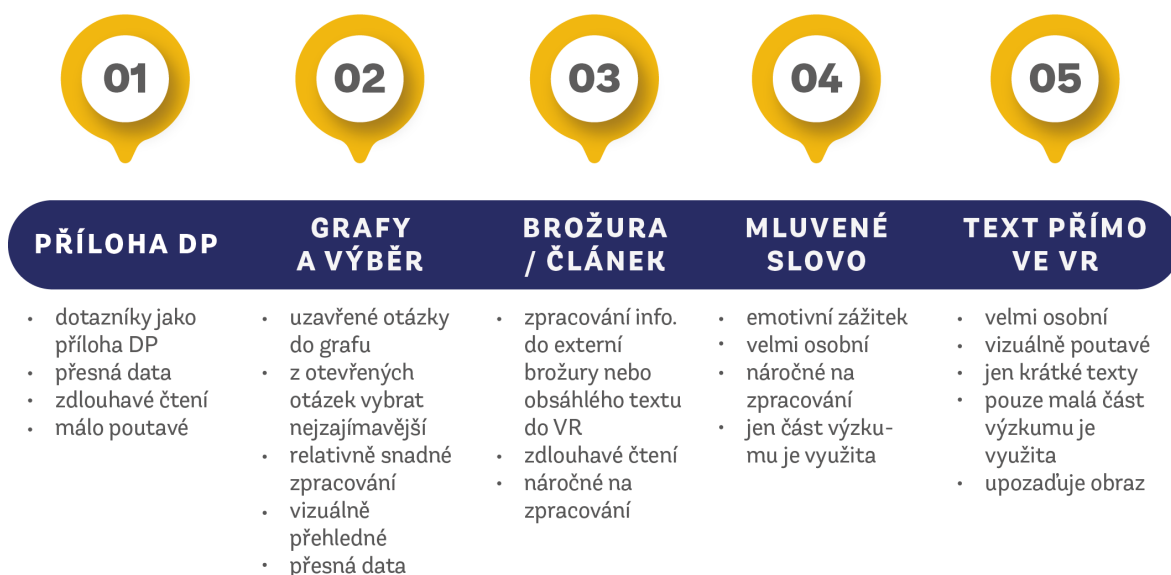 01
02
03
04
05
PŘÍLOHA DP
GRAFY
A VÝBĚR
BROŽURA
/ ČLÁNEK
MLUVENÉ
SLOVO
TEXT PŘÍMO
VE VR
• dotazníky jako
příloha DP
• přesná data
• zdlouhavé čtení
• málo poutavé
• uzavřené otázky
do grafu
• z otevřených
otázek vybrat
nejzajímavější
• relativně snadné
zpracování
• vizuálně
přehledné
• přesná data
• zpracování info.
do externí
brožury nebo
obsáhlého textu
do VR
• zdlouhavé čtení
• náročné na
zpracování
• emotivní zážitek
• velmi osobní
• náročné na
zpracování
• jen část výzku-
mu je využita
• velmi osobní
• vizuálně poutavé
• jen krátké texty
• pouze malá část
výzkumu je
využita
• upozaďuje obraz